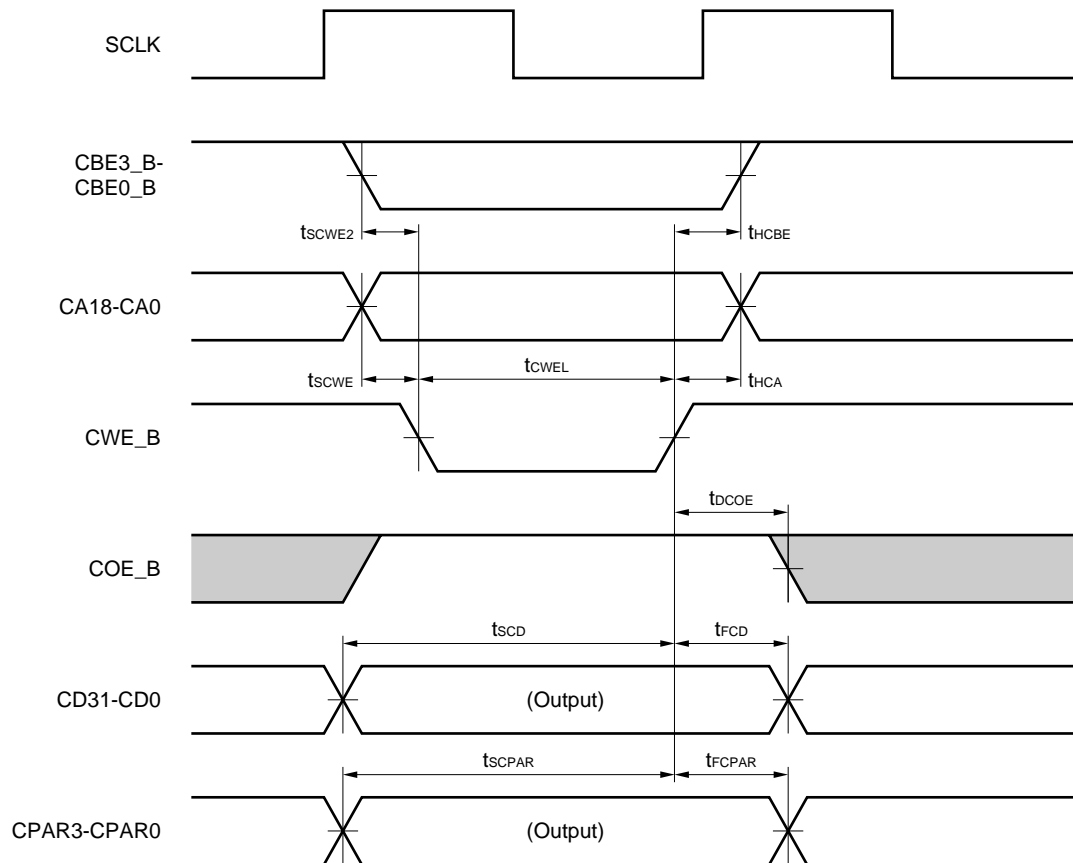 SCLK
CBE3_B-
CBE0_B
tSCWE2
tHCBE
CA18-CA0
tSCWE
tCWEL
tHCA
CWE_B
tDCOE
COE_B
tSCD
tFCD
CD31-CD0
(Output)
tSCPAR
tFCPAR
CPAR3-CPAR0
(Output)